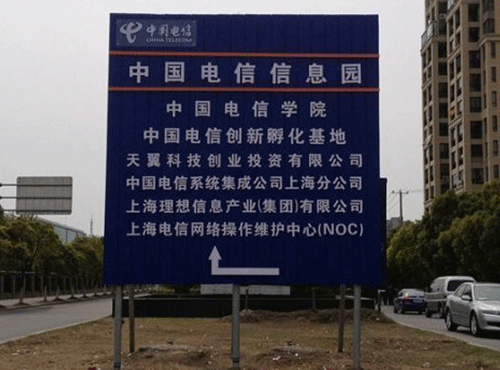 中国电信
CHINA TELECOM
中国电信信息园
中国电信学院
中国电信创新孵化基地
天翼科技创业投资有限公司
中国电信系统集成公司上海分公司
上海理想信息产业(集团)有限公司
上海电信网络操作维护中心(NOC)